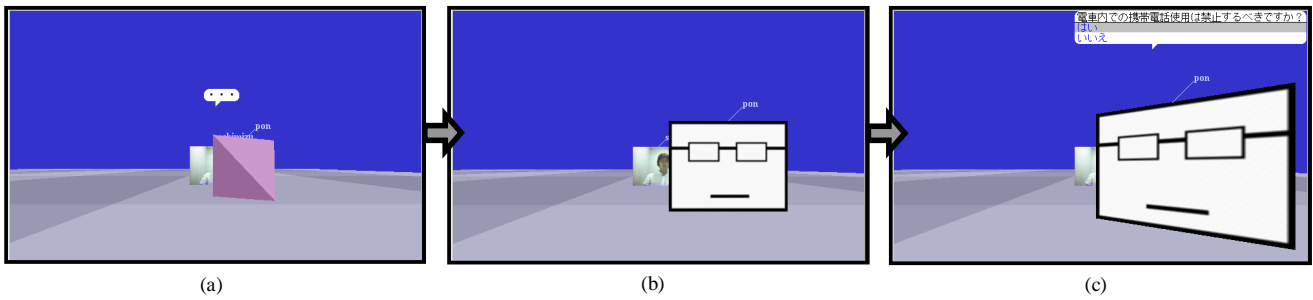 • • •
pon
pon
電車内での携帯電話使用は禁止するべきですか?
はい
いいえ
pon
(a)
(b)
(c)